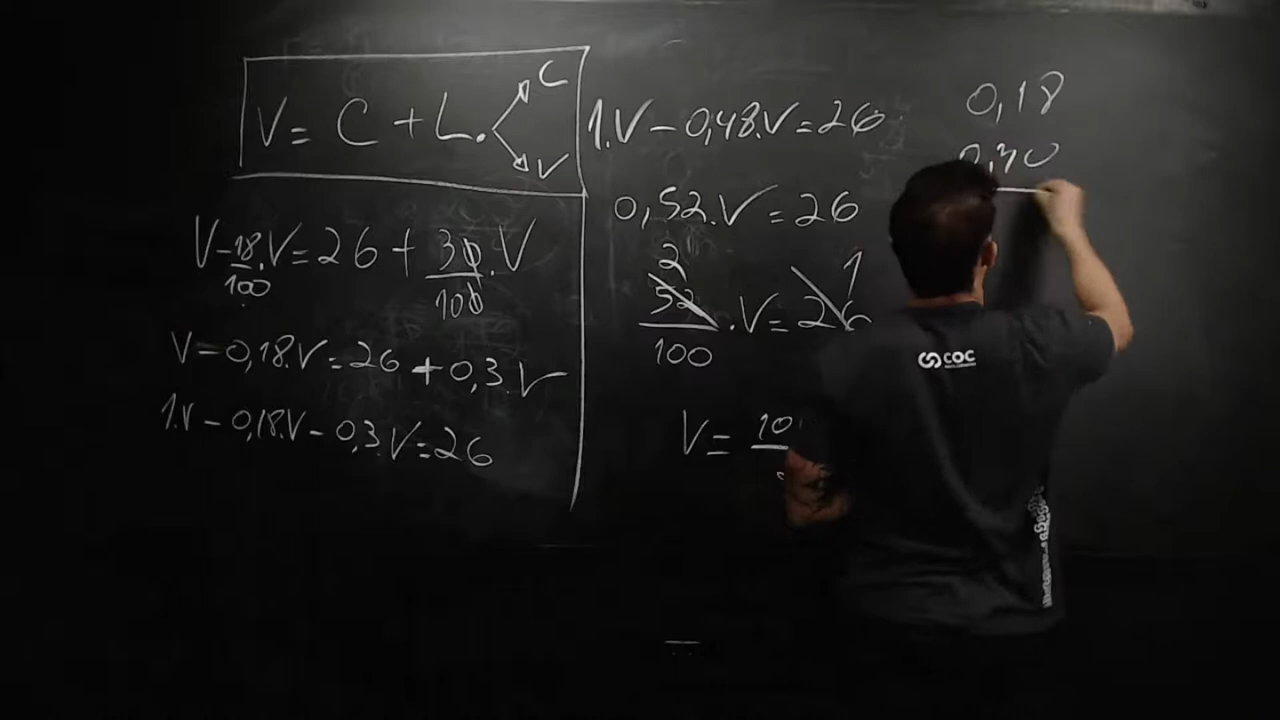 V = C + L.
C
V
V - 18/100 .V = 26 + 30/100 . V
V - 0,18.V = 26 + 0,3.V
1.V - 0,18.V - 0,3.V = 26
1.V - 0,48.V = 26
0,52.V = 26
2
52/100 .V = 26
1
V = 10
0,18
0,30
COC